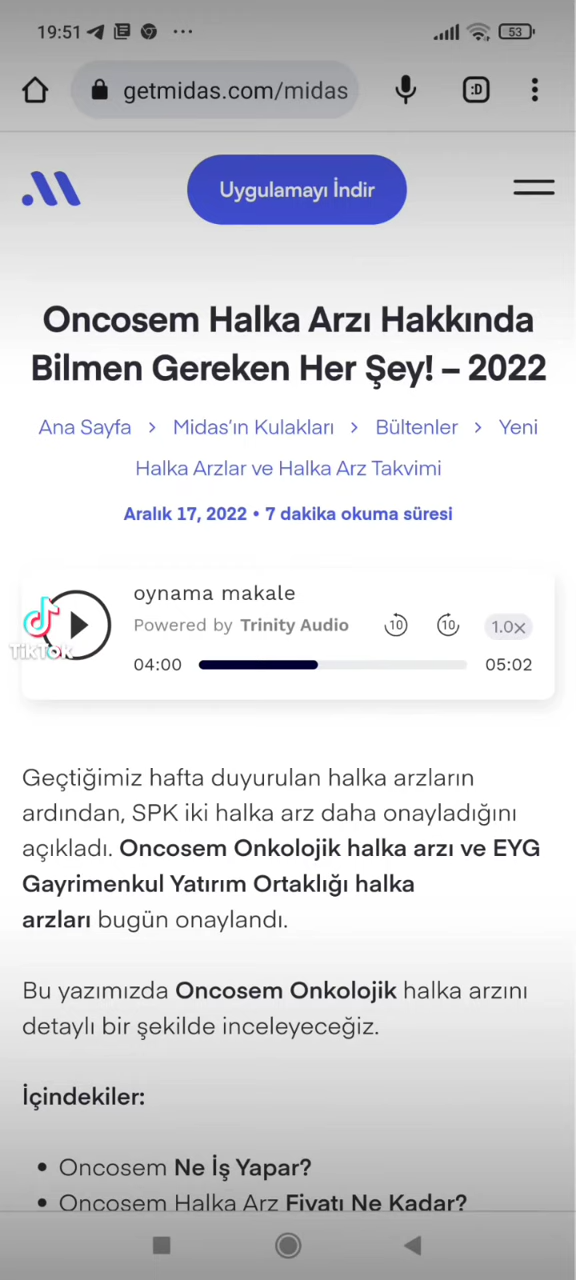 19:51
53
getmidas.com/midas
:D
Uygulamayı İndir
Oncosem Halka Arzı Hakkında
Bilmen Gereken Her Şey! – 2022
Ana Sayfa > Midas'ın Kulakları > Bültenler > Yeni
Halka Arzlar ve Halka Arz Takvimi
Aralık 17, 2022 • 7 dakika okuma süresi
oynama makale
Powered by Trinity Audio
10
10
1.0x
TikTok
04:00
05:02
Geçtiğimiz hafta duyurulan halka arzların
ardından, SPK iki halka arz daha onayladığını
açıkladı. Oncosem Onkolojik halka arzı ve EYG
Gayrimenkul Yatırım Ortaklığı halka
arzları bugün onaylandı.
Bu yazımızda Oncosem Onkolojik halka arzını
detaylı bir şekilde inceleyeceğiz.
İçindekiler:
• Oncosem Ne İş Yapar?
• Oncosem Halka Arz Fiyatı Ne Kadar?